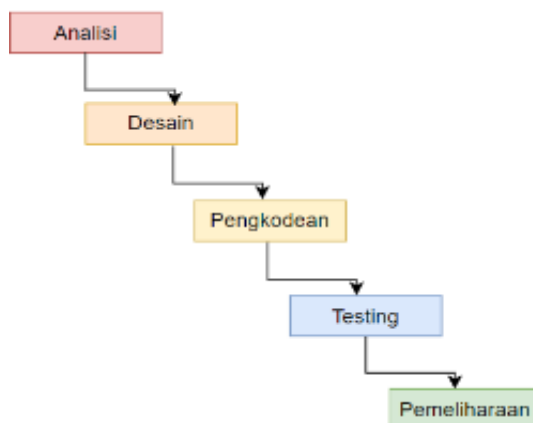 Analisi
Desain
Pengkodean
Testing
Pemeliharaan